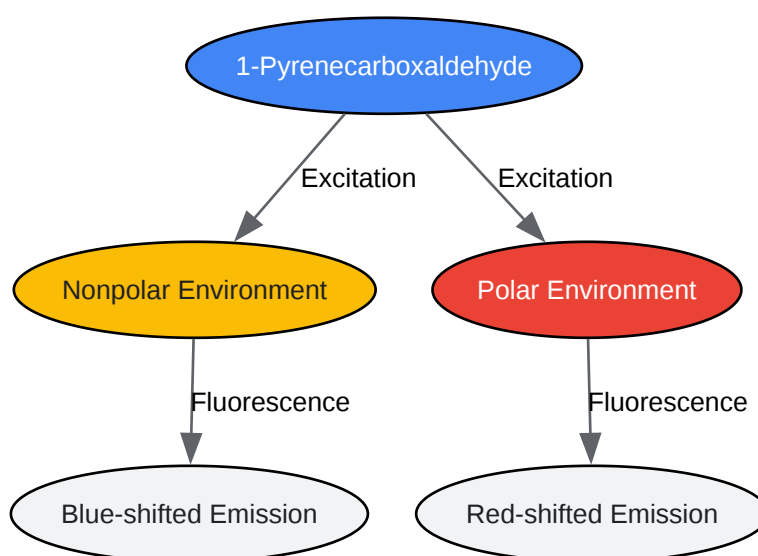 1-Pyrenecarboxaldehyde
Excitation
Excitation
Nonpolar Environment
Polar Environment
Fluorescence
Fluorescence
Blue-shifted Emission
Red-shifted Emission